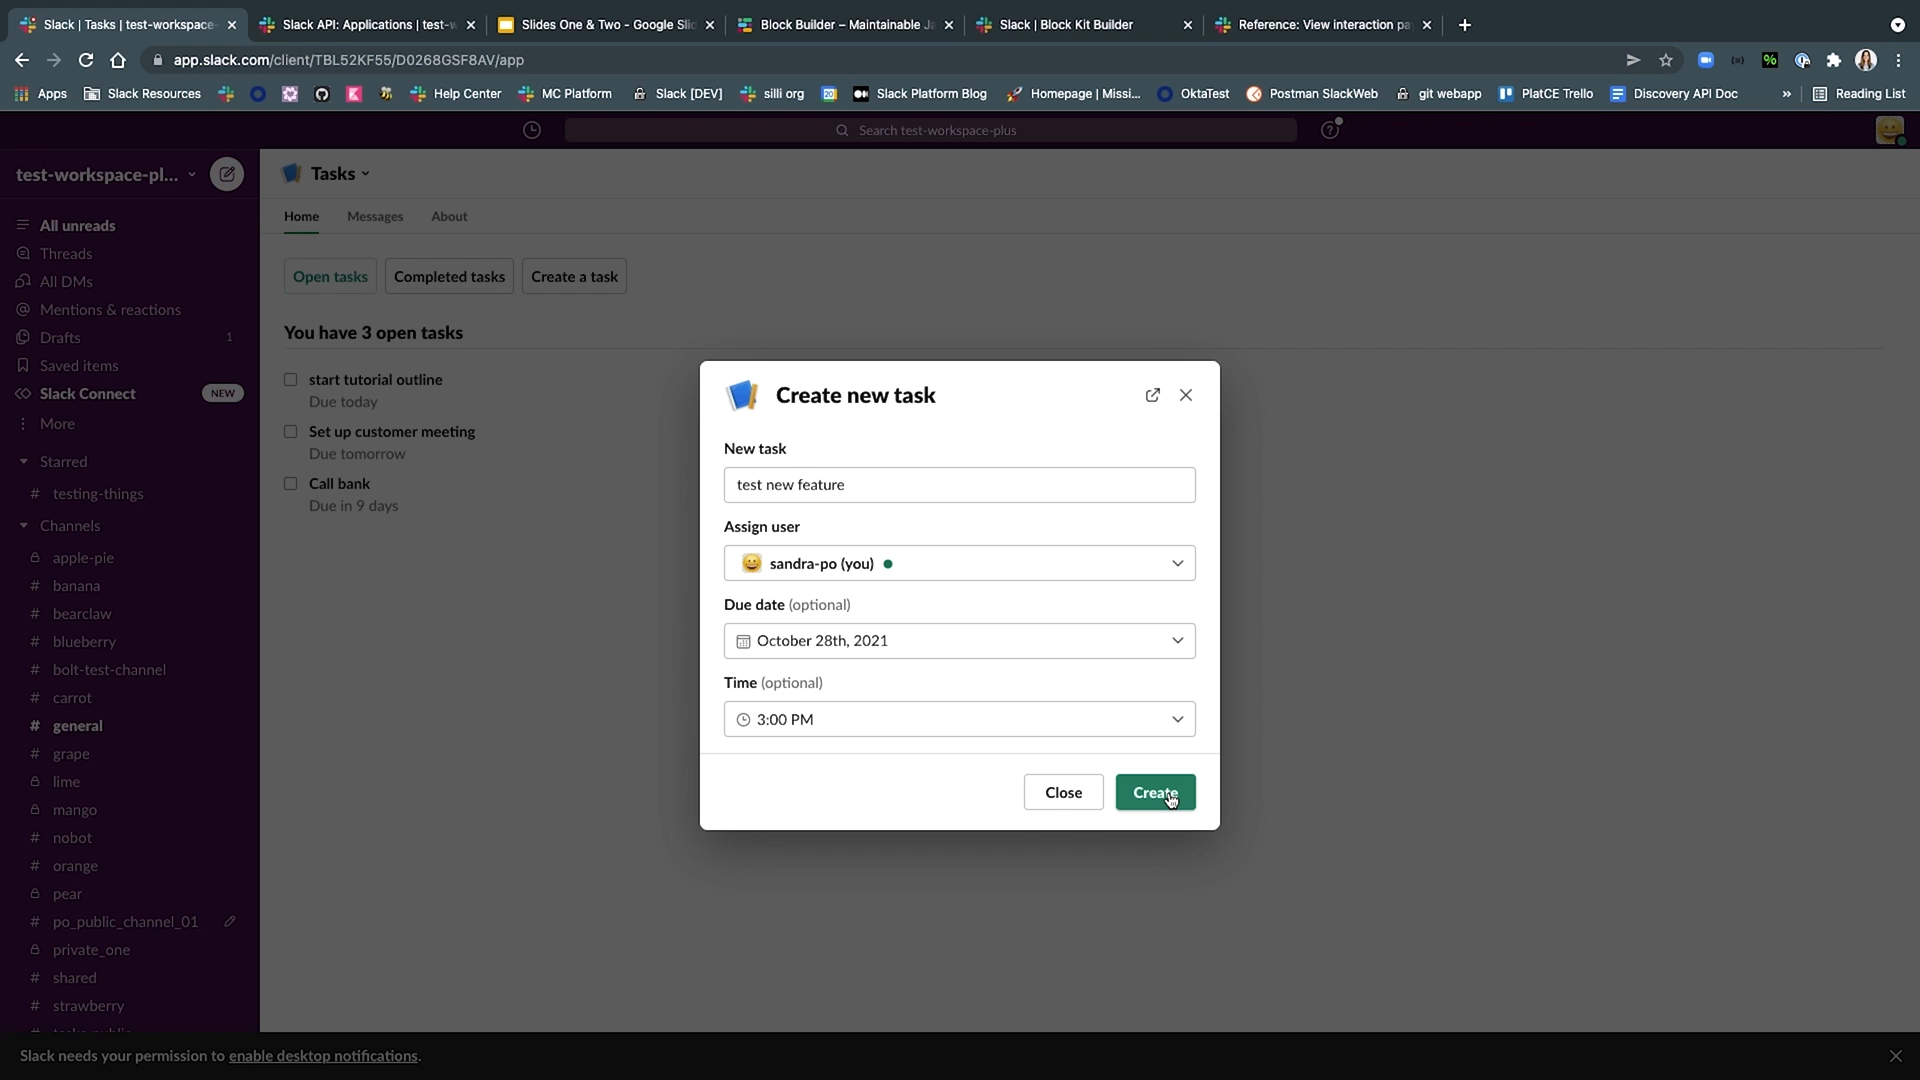 Slack | Tasks | test-workspace-
Slack API: Applications | test-w
Slides One & Two - Google Slid
Block Builder – Maintainable Ja
Slack | Block Kit Builder
Reference: View interaction pa
app.slack.com/client/TBL52KF55/D0268GSF8AV/app
Apps
Slack Resources
Help Center
MC Platform
Slack [DEV]
silli org
Slack Platform Blog
Homepage | Missi...
OktaTest
Postman SlackWeb
git webapp
PlatCE Trello
Discovery API Doc
»
Reading List
Search test-workspace-plus
test-workspace-pl...
All unreads
Threads
All DMs
Mentions & reactions
Drafts 1
Saved items
Slack Connect NEW
More
Starred
# testing-things
Channels
apple-pie
# banana
# bearclaw
# blueberry
# bolt-test-channel
# carrot
# general
# grape
lime
mango
# nobot
# orange
pear
# po_public_channel_01
private_one
# shared
# strawberry
Tasks
Home Messages About
Open tasks Completed tasks Create a task
You have 3 open tasks
start tutorial outline
Due today
Set up customer meeting
Due tomorrow
Call bank
Due in 9 days
Create new task
New task
test new feature
Assign user
sandra-po (you)
Due date (optional)
October 28th, 2021
Time (optional)
3:00 PM
Close Create
Slack needs your permission to enable desktop notifications.